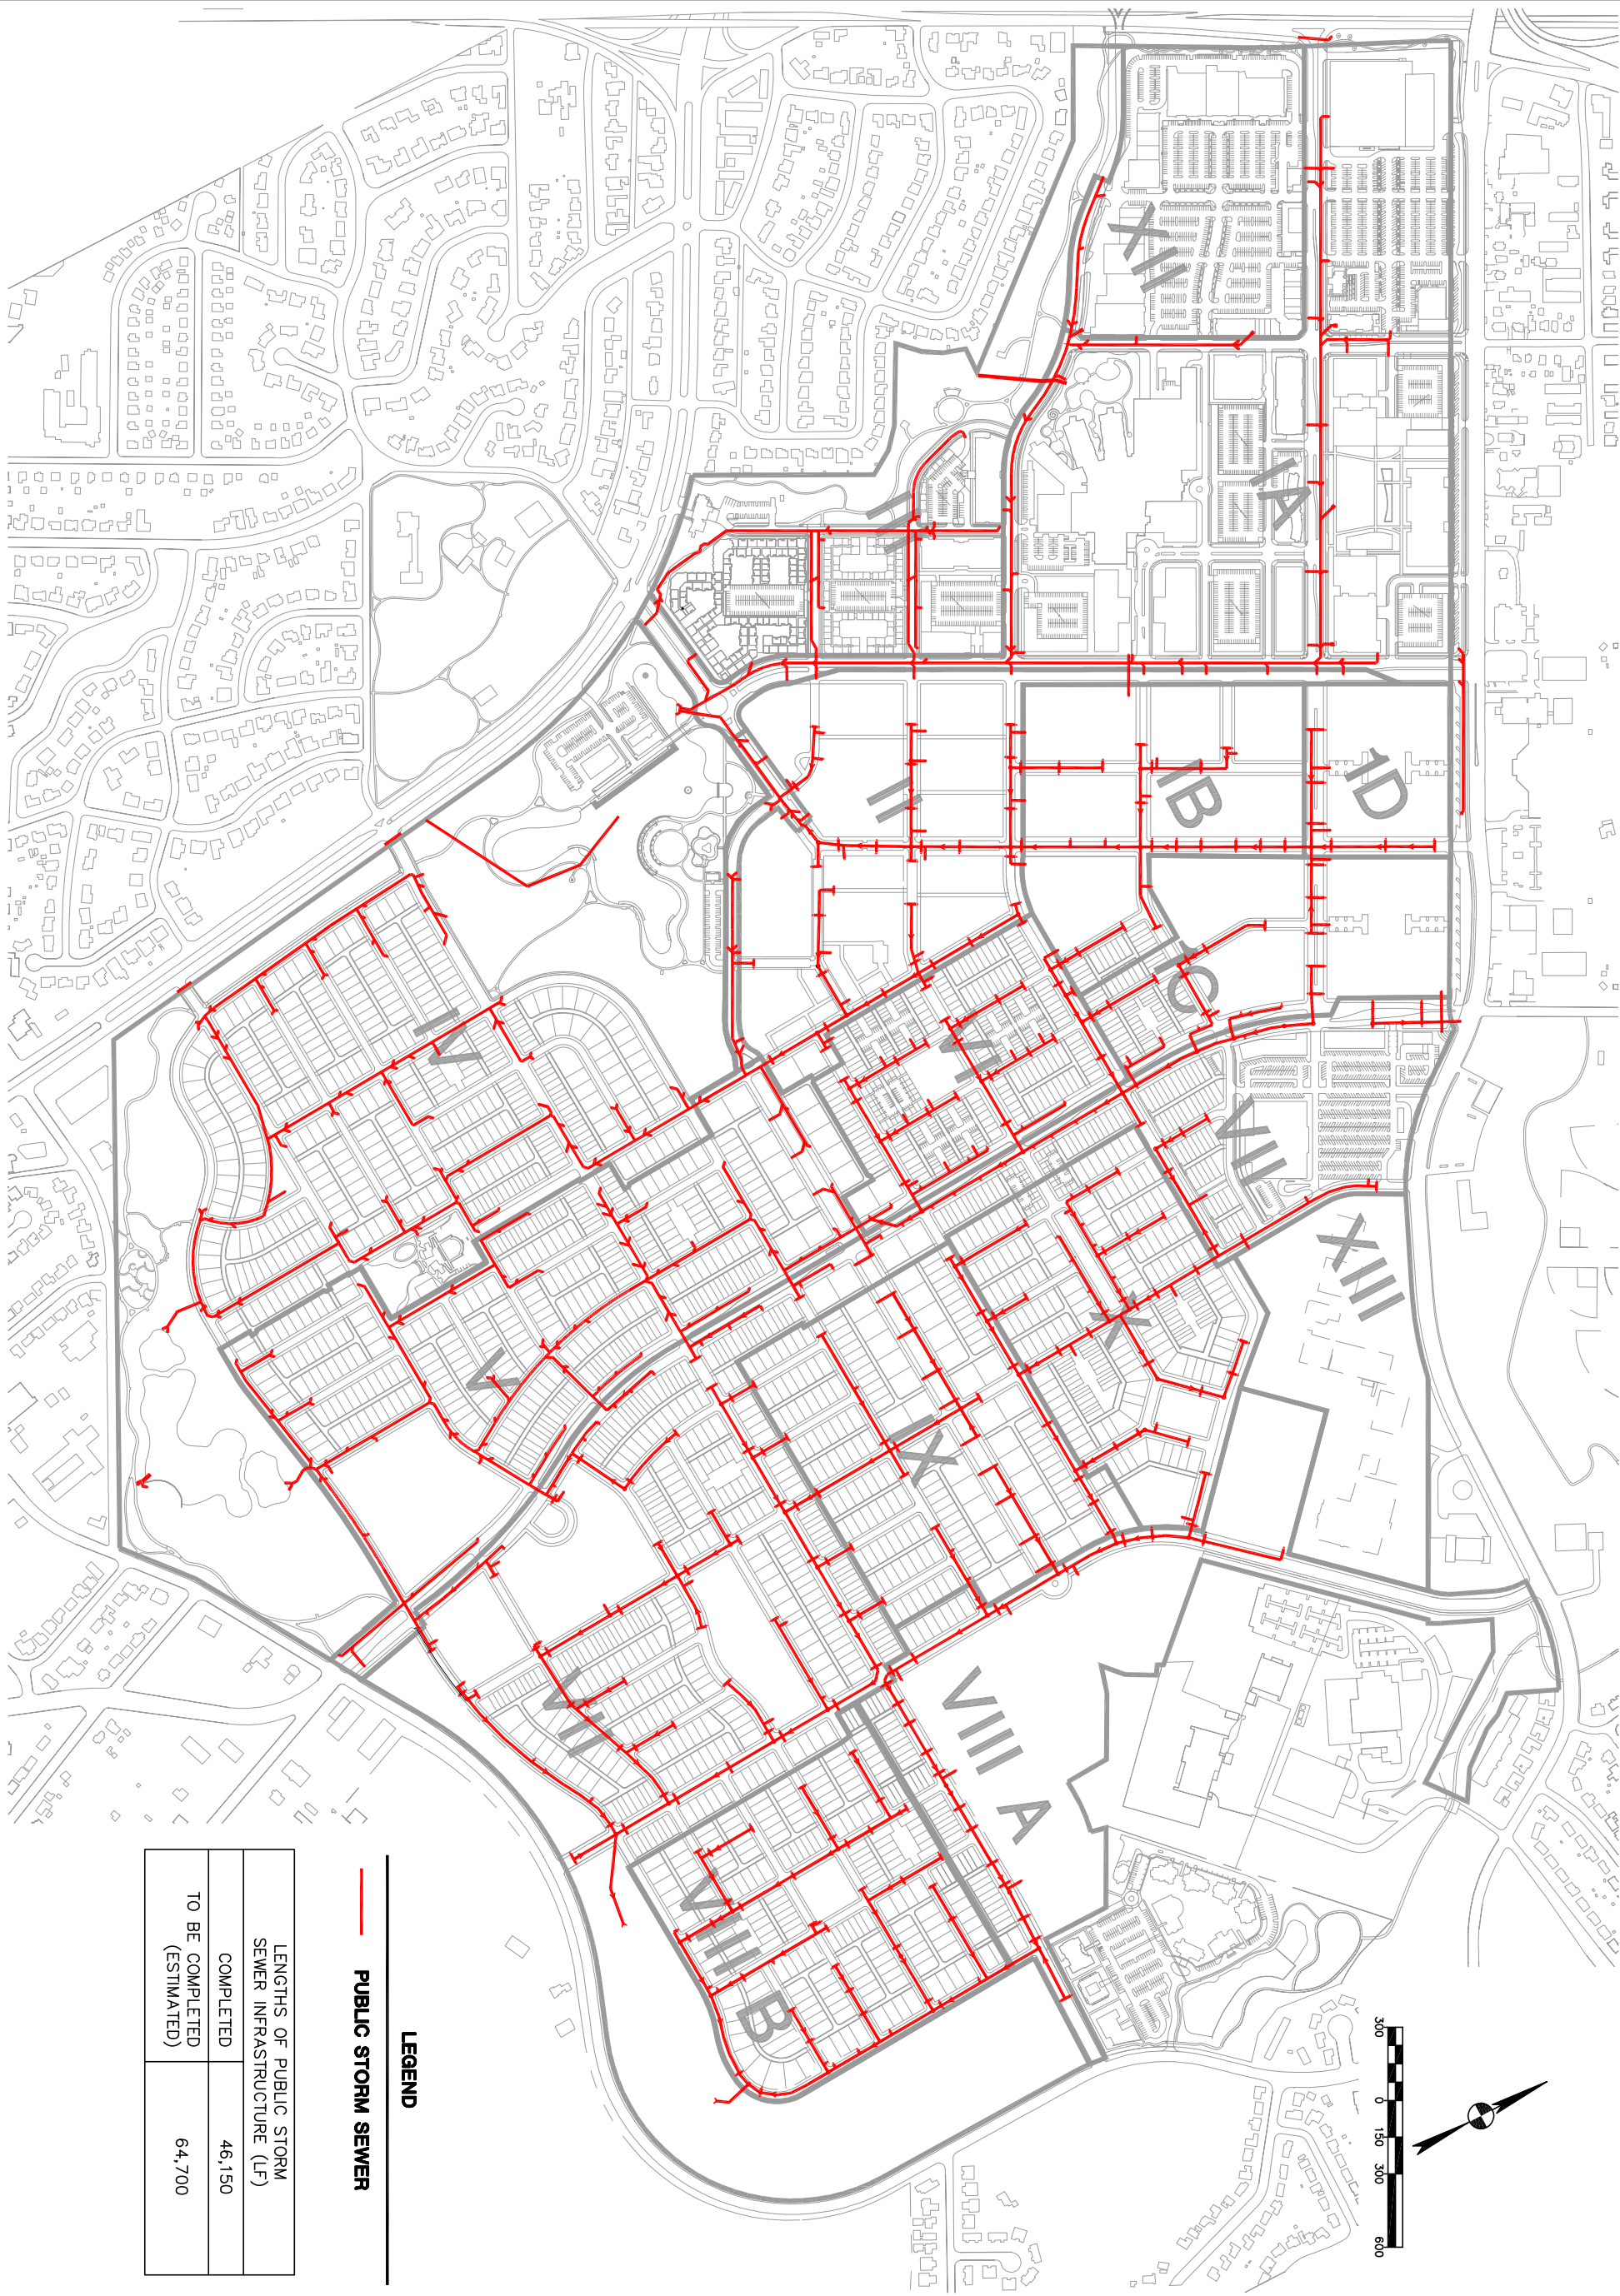 XII
IA
II
II
IB
1D
IC
VI
VII
XIII
X
IV
V
IX
VIII A
VII
VIII B
300 0 150 300 600
LEGEND
PUBLIC STORM SEWER
LENGTHS OF PUBLIC STORM
SEWER INFRASTRUCTURE (LF)
COMPLETED 46,150
TO BE COMPLETED
(ESTIMATED) 64,700